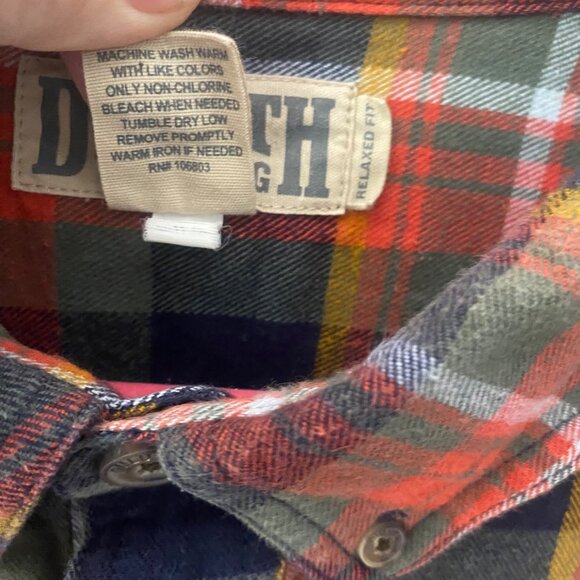 MACHINE WASH WARM
WITH LIKE COLORS
ONLY NON-CHLORINE
BLEACH WHEN NEEDED
TUMBLE DRY LOW
REMOVE PROMPTLY
WARM IRON IF NEEDED
RN# 106803
D TH
G
RELAXED FIT